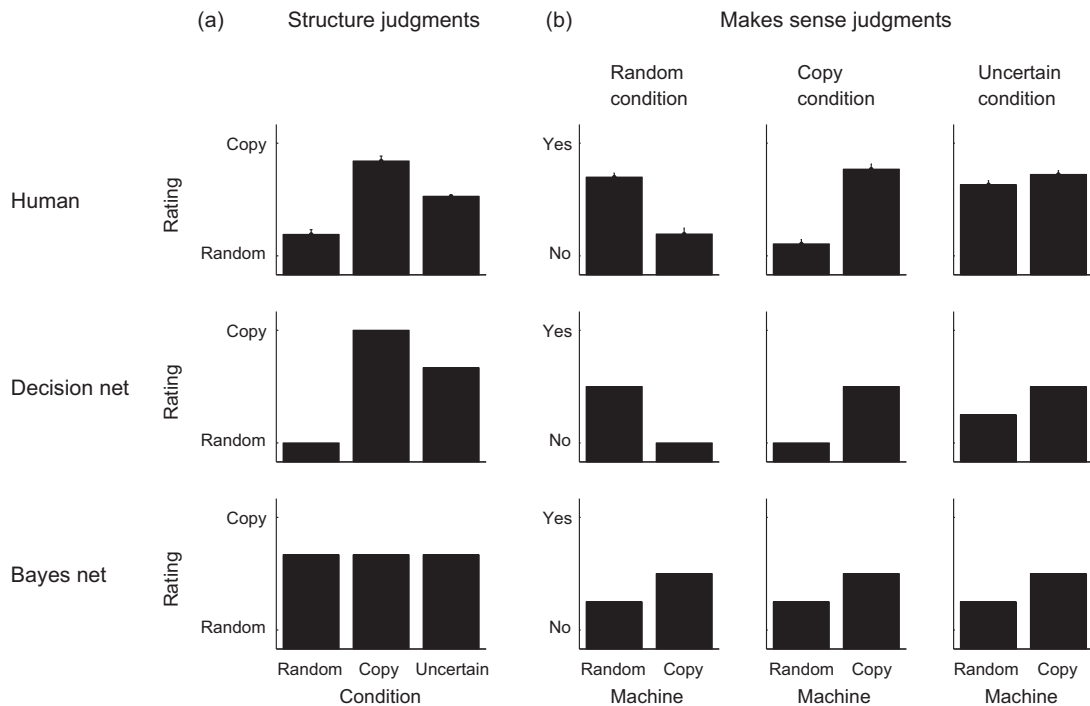 (a) Structure judgments (b) Makes sense judgments
Random condition
Copy condition
Uncertain condition
Human
Rating
Copy
Random
Yes
No
Decision net
Rating
Copy
Random
Yes
No
Bayes net
Rating
Copy
Random
Yes
No
Random Copy Uncertain
Condition
Random Copy
Machine
Random Copy
Machine
Random Copy
Machine